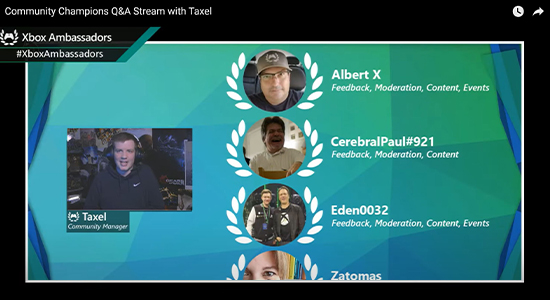 Community Champions Q&A Stream with Taxel
Xbox Ambassadors
#XboxAmbassadors
Albert X
Feedback, Moderation, Content, Events
CerebralPaul#921
Feedback, Moderation, Content
Taxel
Community Manager
Eden0032
Feedback, Moderation, Content, Events
Zatomas